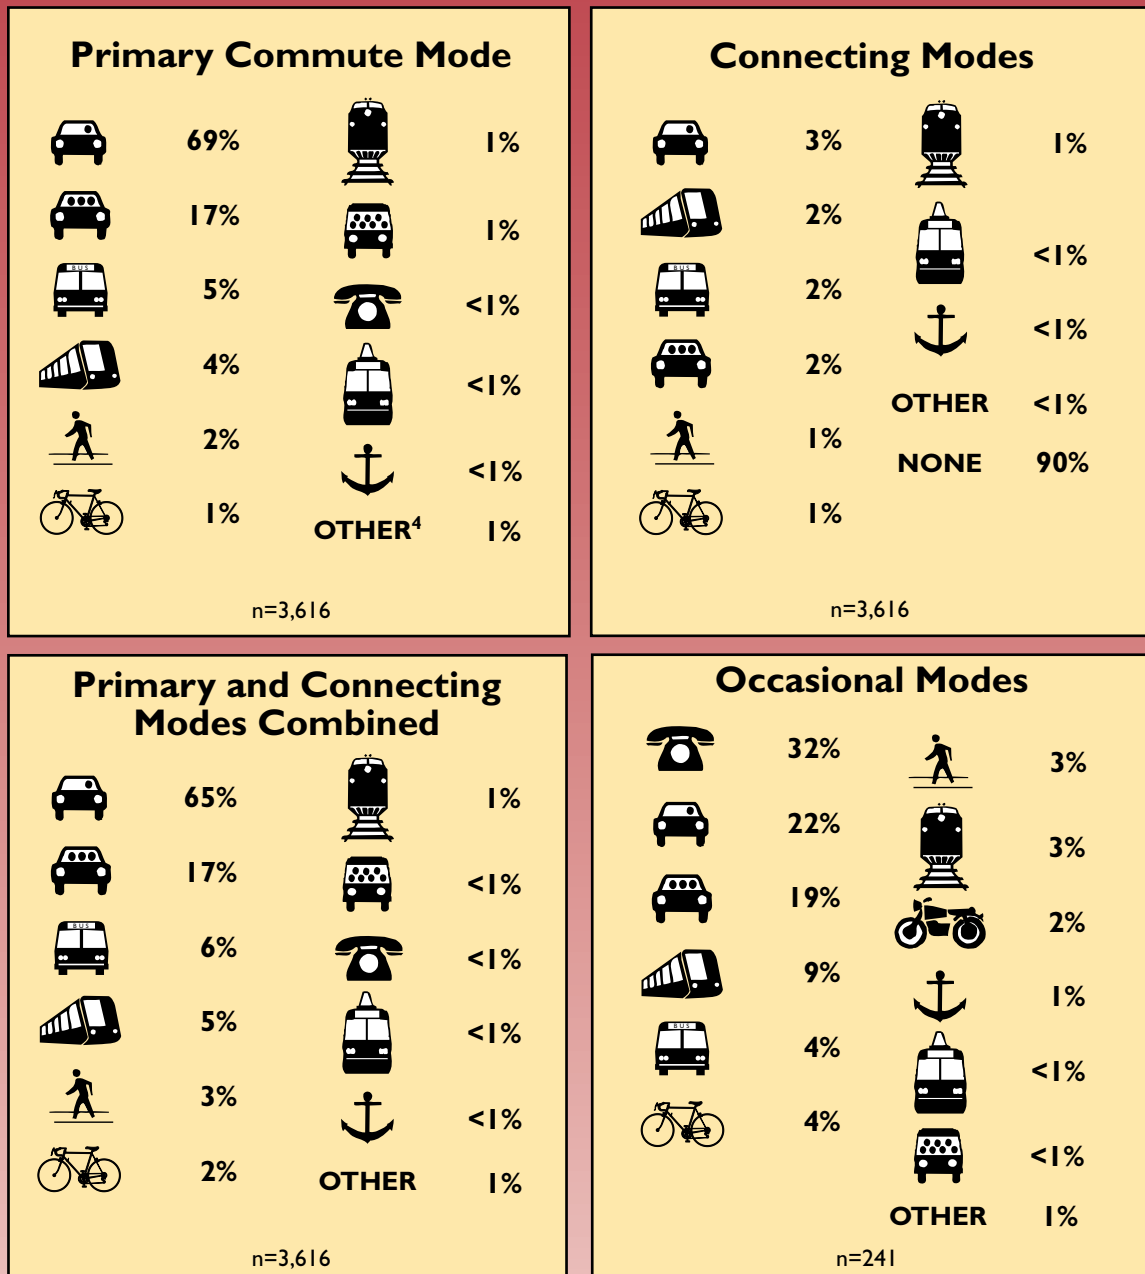 Primary Commute Mode
69%
17%
BUS
5%
4%
2%
1%
1%
1%
<1%
<1%
<1%
OTHER4
1%
n=3,616
Connecting Modes
3%
2%
BUS
2%
2%
1%
1%
1%
<1%
<1%
OTHER
<1%
NONE
90%
n=3,616
Primary and Connecting
Modes Combined
65%
17%
BUS
6%
5%
3%
2%
1%
<1%
<1%
<1%
<1%
OTHER
1%
n=3,616
Occasional Modes
32%
22%
19%
9%
BUS
4%
4%
3%
3%
2%
1%
<1%
<1%
OTHER
1%
n=241